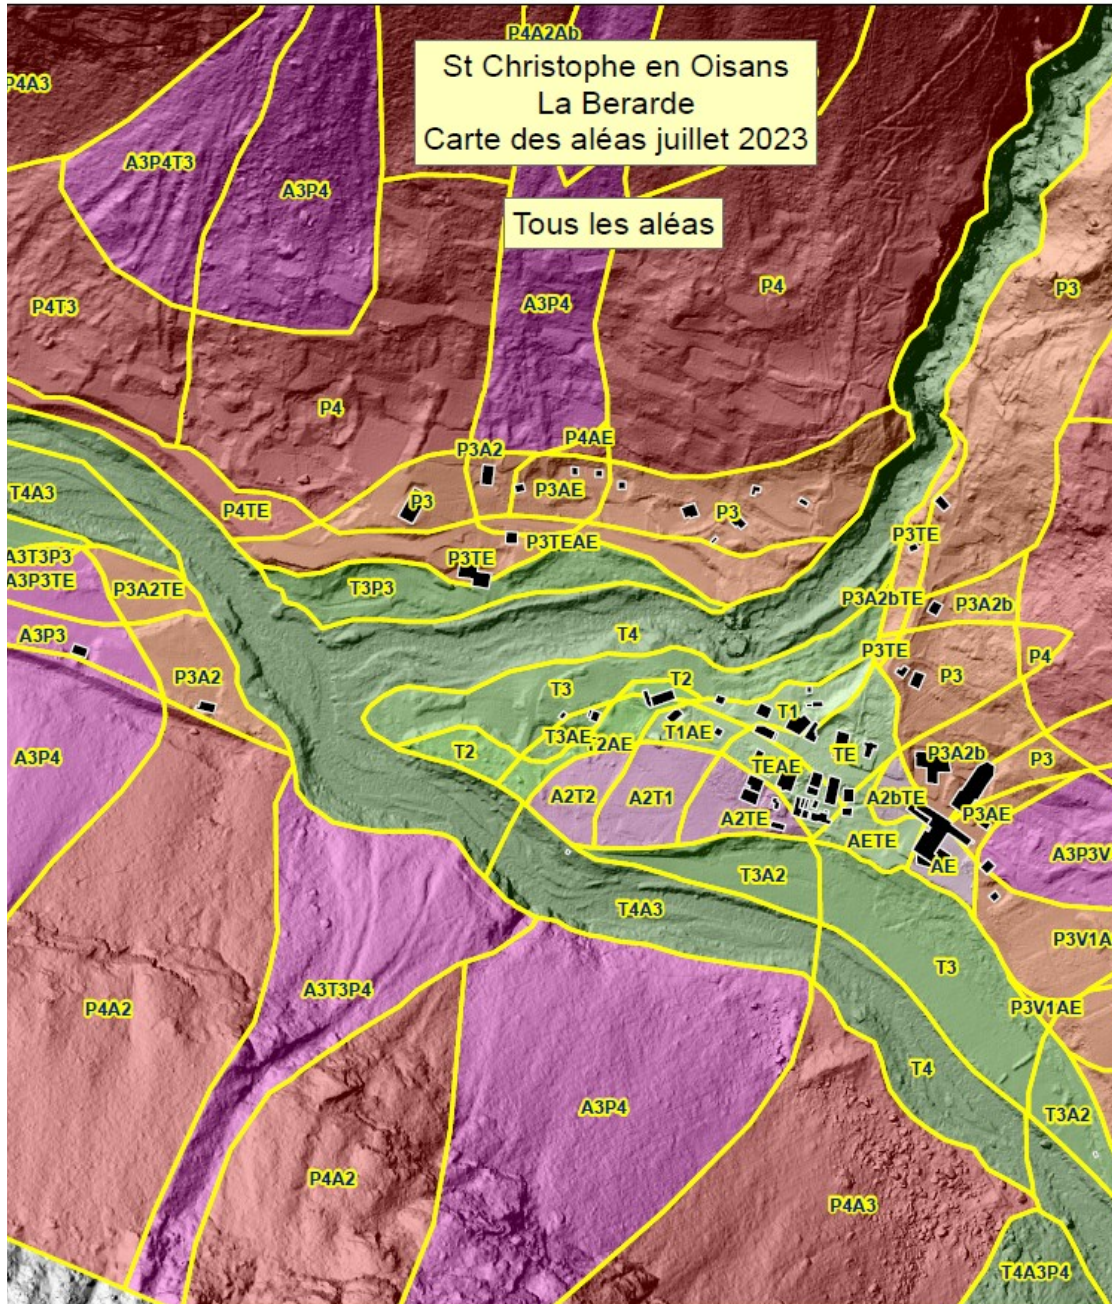 P4A2Ab
St Christophe en Oisans
La Berarde
Carte des aléas juillet 2023
P4A3
A3P4T3
A3P4
Tous les aléas
P4
P3
A3P4
P4T3
P4
P4AE
P3A2
P3AE
T4A3
P3
P3
P4TE
P3TE
P3TEAE
A3T3P3
P3TE
A3P3TE
P3A2TE
T3P3
P3A2bTE
P3A2b
A3P3
T4
P3TE
P4
P3A2
T3
T2
P3
T1
T3AE
T2AE
T1AE
T2
TE
P3A2b
P3
A3P4
TEAE
A2T2
A2T1
A2bTE
A2TE
P3AE
AETE
A3P3V
AE
T3A2
T4A3
P3V1A
T3
A3T3P4
P4A2
P3V1AE
T4
A3P4
T3A2
P4A2
P4A3
T4A3P4